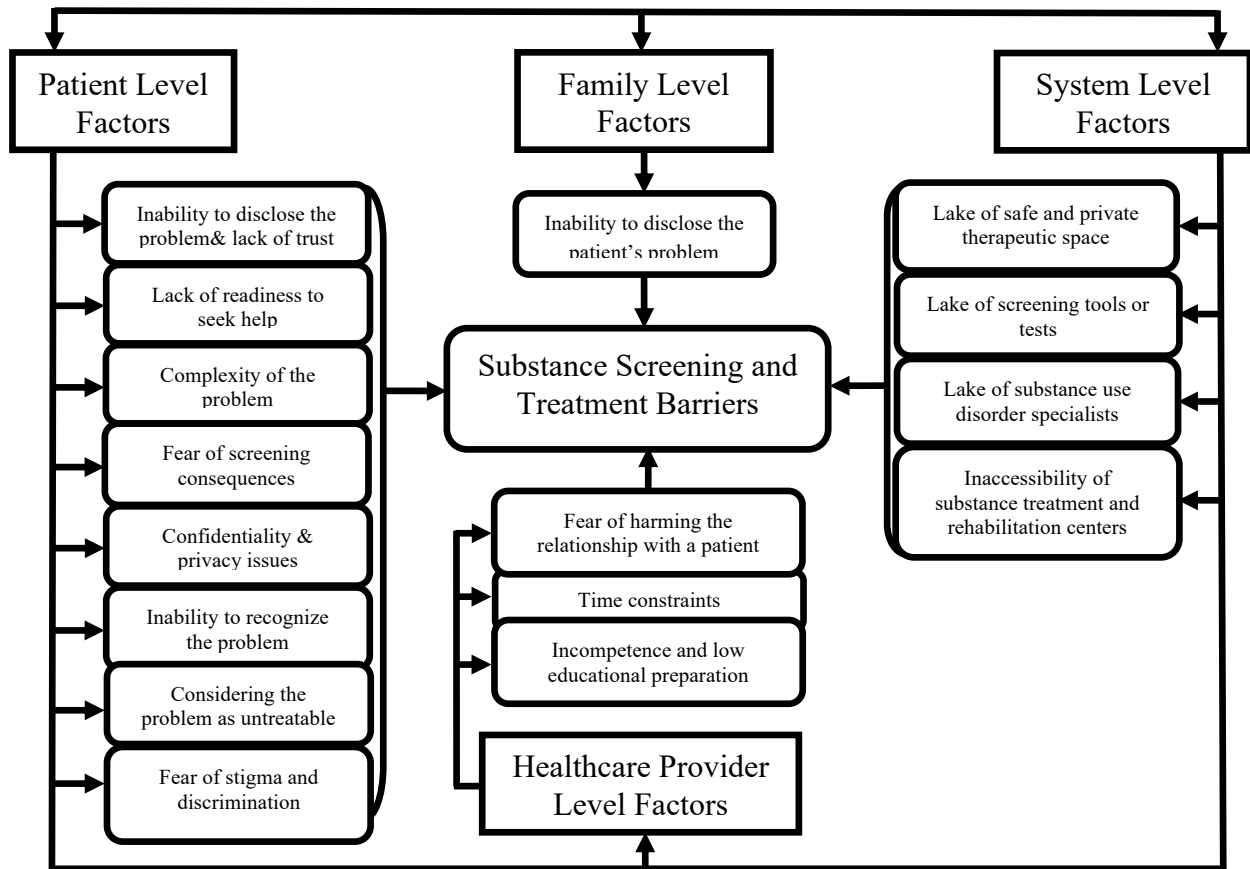 Patient Level
Factors
Family Level
Factors
System Level
Factors
Inability to disclose the
problem& lack of trust
Lack of readiness to
seek help
Complexity of the
problem
Fear of screening
consequences
Confidentiality &
privacy issues
Inability to recognize
the problem
Considering the
problem as untreatable
Fear of stigma and
discrimination
Inability to disclose the
patient’s problem
Substance Screening and
Treatment Barriers
Fear of harming the
relationship with a patient
Time constraints
Incompetence and low
educational preparation
Healthcare Provider
Level Factors
Lake of safe and private
therapeutic space
Lake of screening tools or
tests
Lake of substance use
disorder specialists
Inaccessibility of
substance treatment and
rehabilitation centers